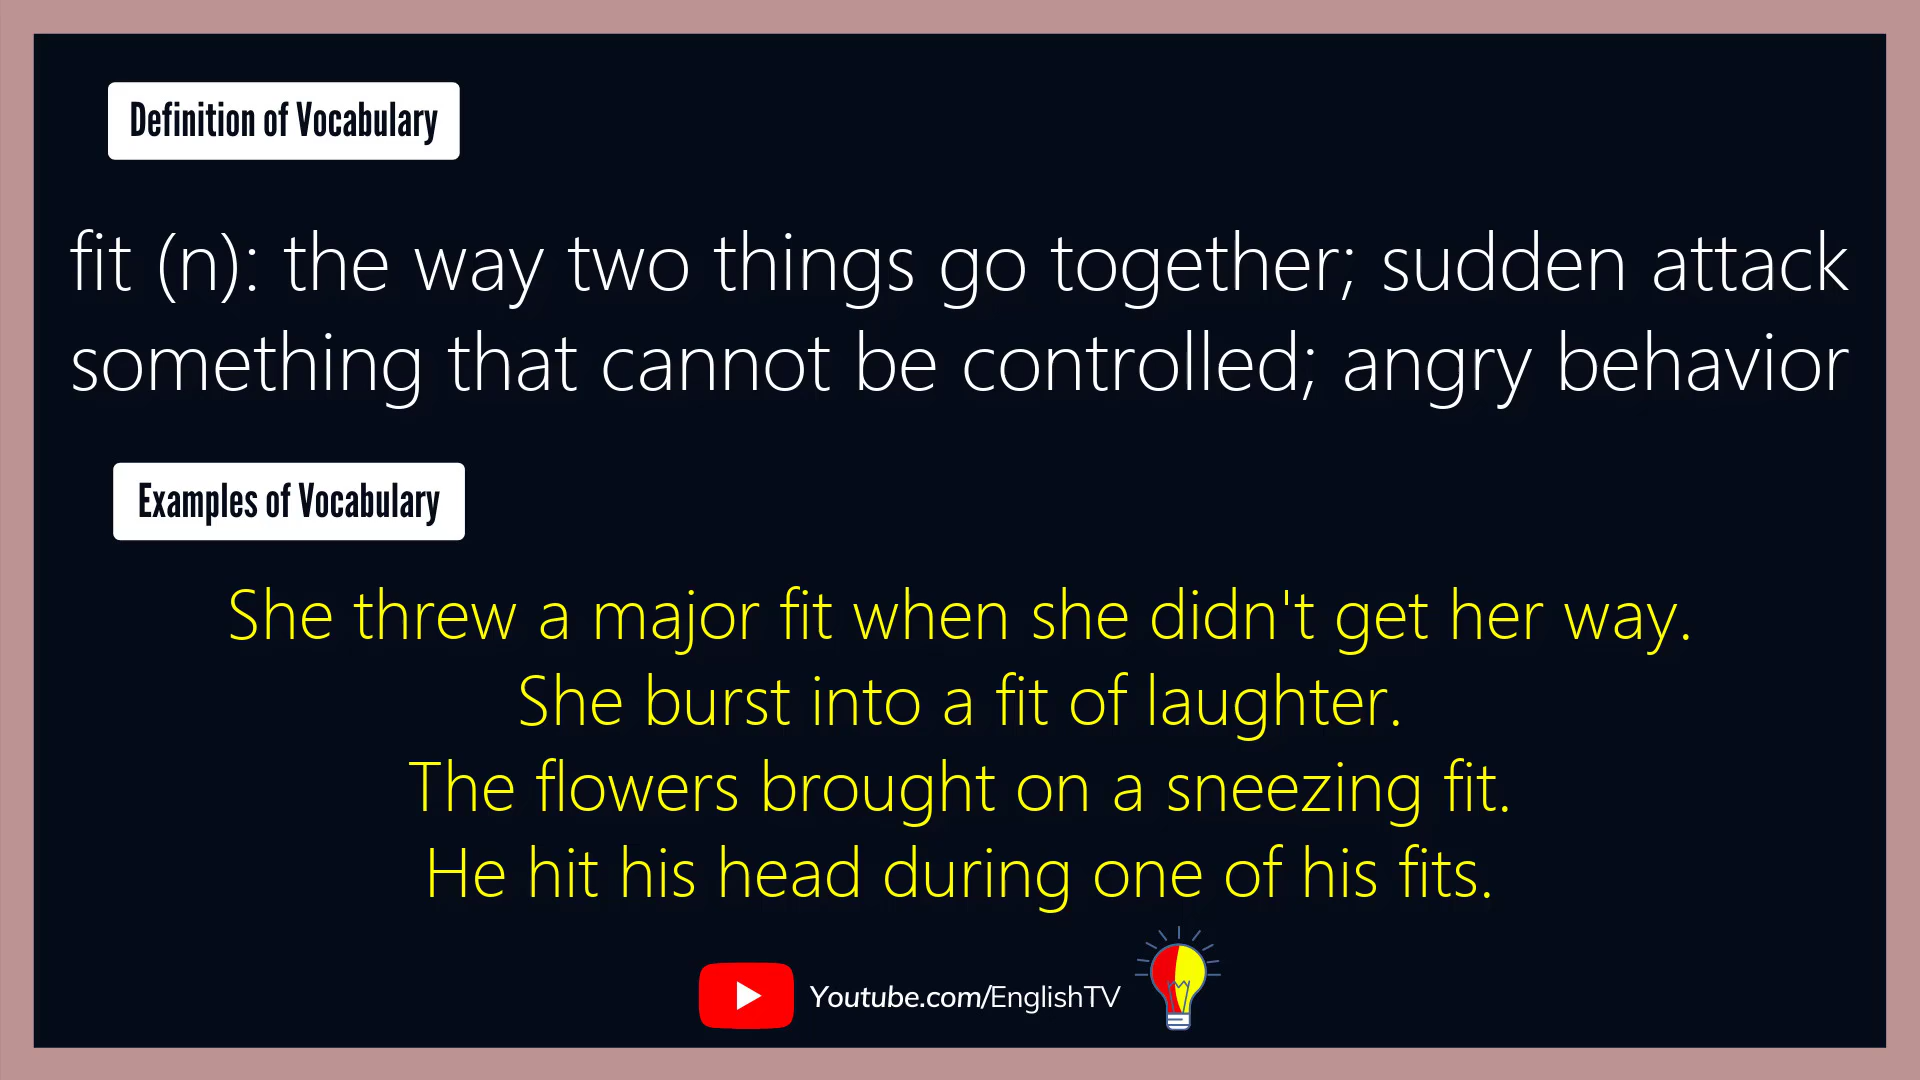 Definition of Vocabulary
fit (n): the way two things go together; sudden attack
something that cannot be controlled; angry behavior
Examples of Vocabulary
She threw a major fit when she didn't get her way.
She burst into a fit of laughter.
The flowers brought on a sneezing fit.
He hit his head during one of his fits.
Youtube.com/EnglishTV